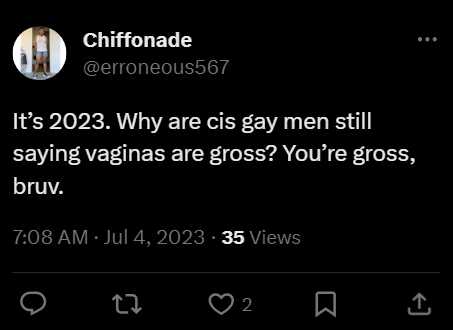 Chiffonade
@erroneous567
It’s 2023. Why are cis gay men still
saying vaginas are gross? You’re gross,
bruv.
7:08 AM · Jul 4, 2023 · 35 Views
2